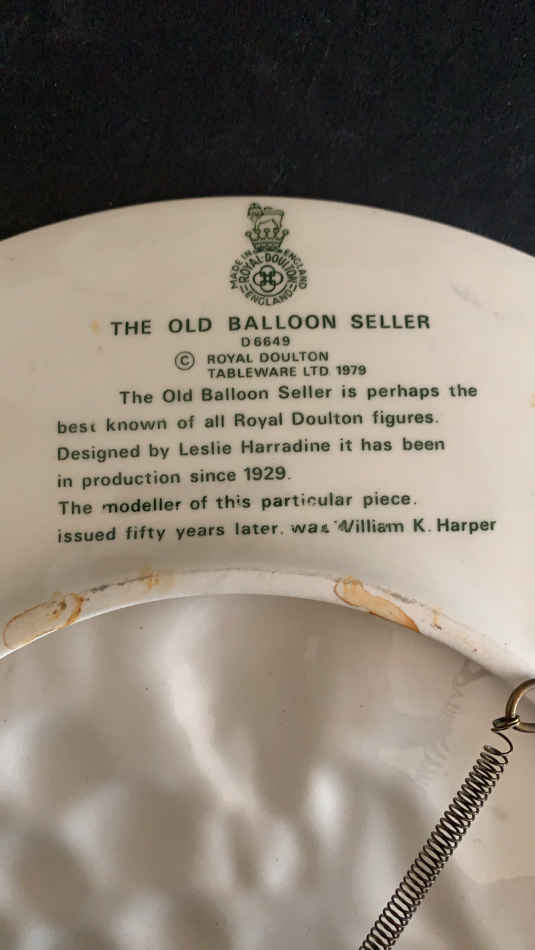 MADE IN ENGLAND
ROYAL·DOULTON
ENGLAND
THE OLD BALLOON SELLER
D6649
© ROYAL DOULTON
TABLEWARE LTD 1979
The Old Balloon Seller is perhaps the
best known of all Royal Doulton figures.
Designed by Leslie Harradine it has been
in production since 1929.
The modeller of this particular piece.
issued fifty years later. was William K. Harper